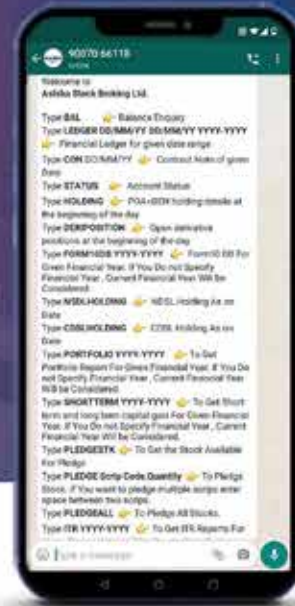 90070 66118
Welcome to
Ashika Stock Broking Ltd.
Type BAL 👉 Balance Enquiry
Type LEDGER DD/MM/YY DD/MM/YY YYYY-YYYY
👉 Financial Ledger for given date range
Type CON DD/MM/YY 👉 Contract Note of given
Date
Type STATUS 👉 Account Status
Type HOLDING 👉 POA+BEN holding details at
the beginning of the day
Type DERIPOSITION 👉 Open derivative
positions at the beginning of the day
Type FORM10DB YYYY-YYYY 👉 Form10 DB For
Given Financial Year. If You Do not Specify
Financial Year , Current Financial Year Will Be
Considered
Type NSDLHOLDING 👉 NSDL Holding As on
Date
Type CDSLHOLDING 👉 CDSL Holding As on
Date
Type PORTFOLIO YYYY-YYYY 👉 To Get
Portfolio Report For Given Financial Year. If You Do
not Specify Financial Year , Current Financial Year
Will Be Considered.
Type SHORTTERM YYYY-YYYY 👉 To Get Short
term and long term capital gain For Given Financial
Year. If You Do not Specify Financial Year , Current
Financial Year Will Be Considered.
Type PLEDGESTK 👉 To Get the Stock Available
For Pledge
Type PLEDGE Scrip Code,Quantity 👉 To Pledge
Stock. If you want to pledge multiple scrips enter
space between two scrips.
Type PLEDGEALL 👉 To Pledge All Stocks.
Type ITR YYYY-YYYY 👉 To Get ITR Reports For
Type a message